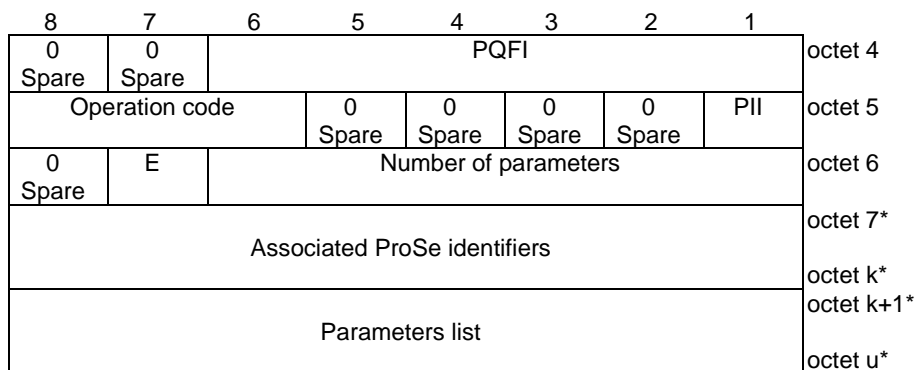 8 7 6 5 4 3 2 1
0 0 PQFI octet 4
Spare Spare
Operation code 0 0 0 0 PII octet 5
Spare Spare Spare Spare
0 E Number of parameters octet 6
Spare
octet 7*
Associated ProSe identifiers
octet k*
octet k+1*
Parameters list
octet u*